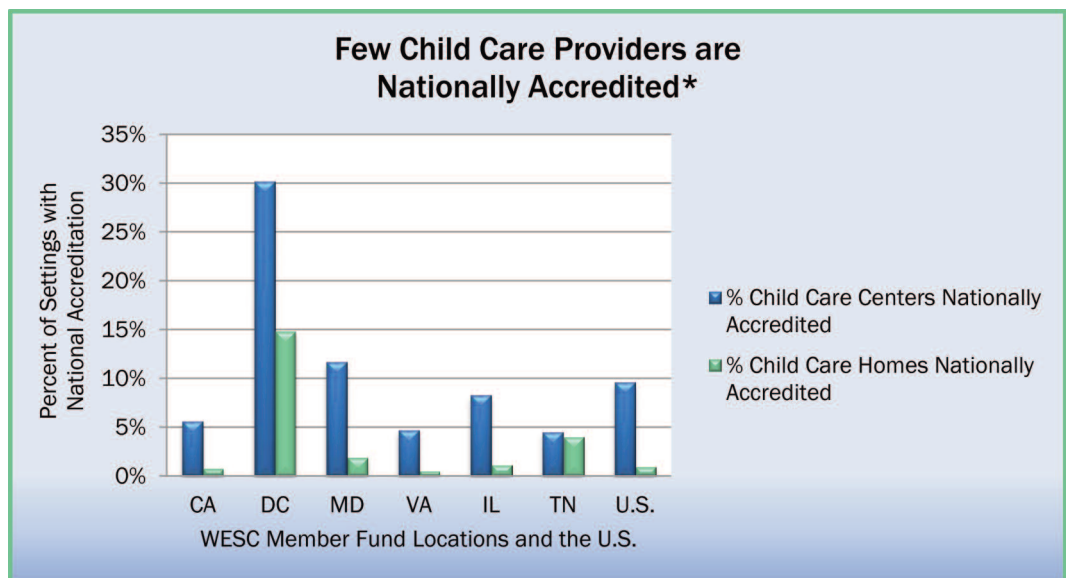 Few Child Care Providers are
Nationally Accredited*
Percent of Settings with
National Accreditation
35%
30%
25%
20%
15%
10%
5%
0%
CA DC MD VA IL TN U.S.
WESC Member Fund Locations and the U.S.
% Child Care Centers Nationally
Accredited
% Child Care Homes Nationally
Accredited